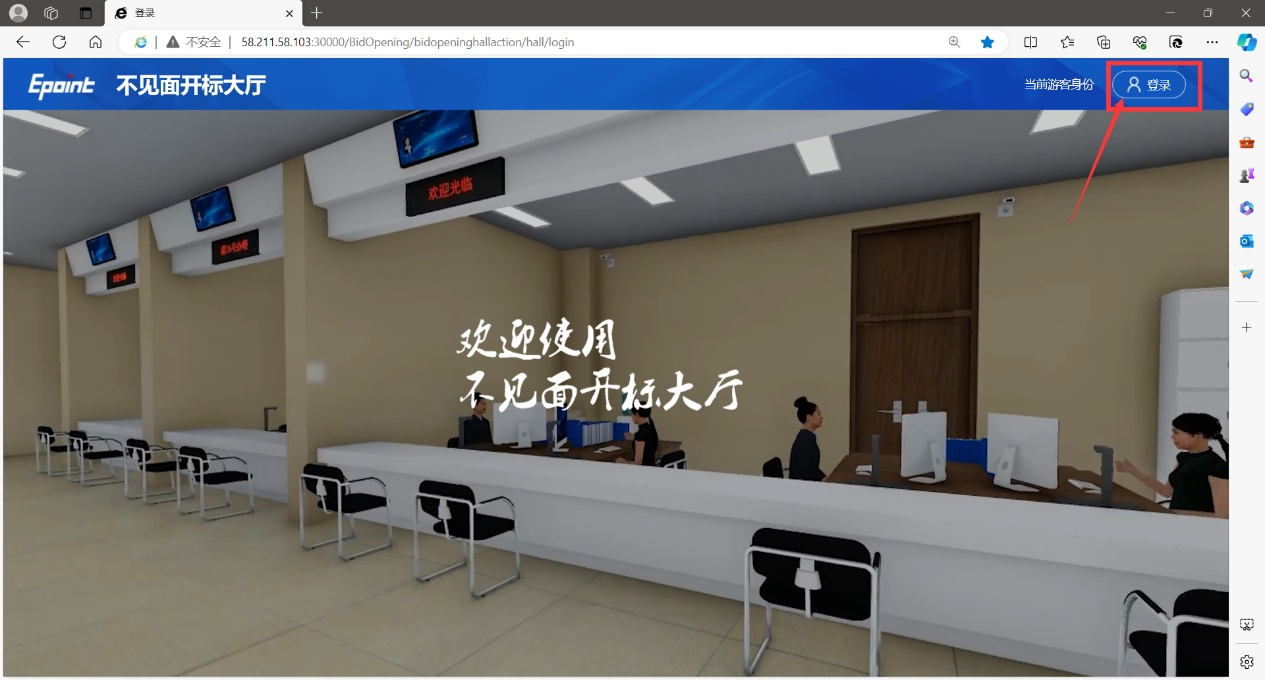 登录
不安全
58.211.58.103:30000/BidOpening/bidopeninghallaction/hall/login
Epoint
不见面开标大厅
当前游客身份
登录
欢迎光临
欢迎使用
不见面开标大厅